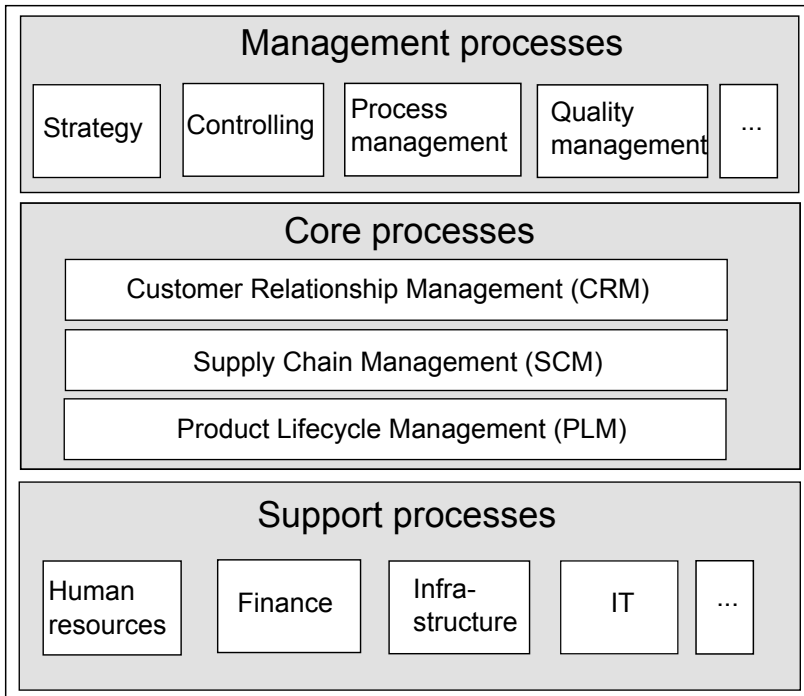 Management processes
Strategy
Controlling
Process
management
Quality
management
...
Core processes
Customer Relationship Management (CRM)
Supply Chain Management (SCM)
Product Lifecycle Management (PLM)
Support processes
Human
resources
Finance
Infra-
structure
IT
...